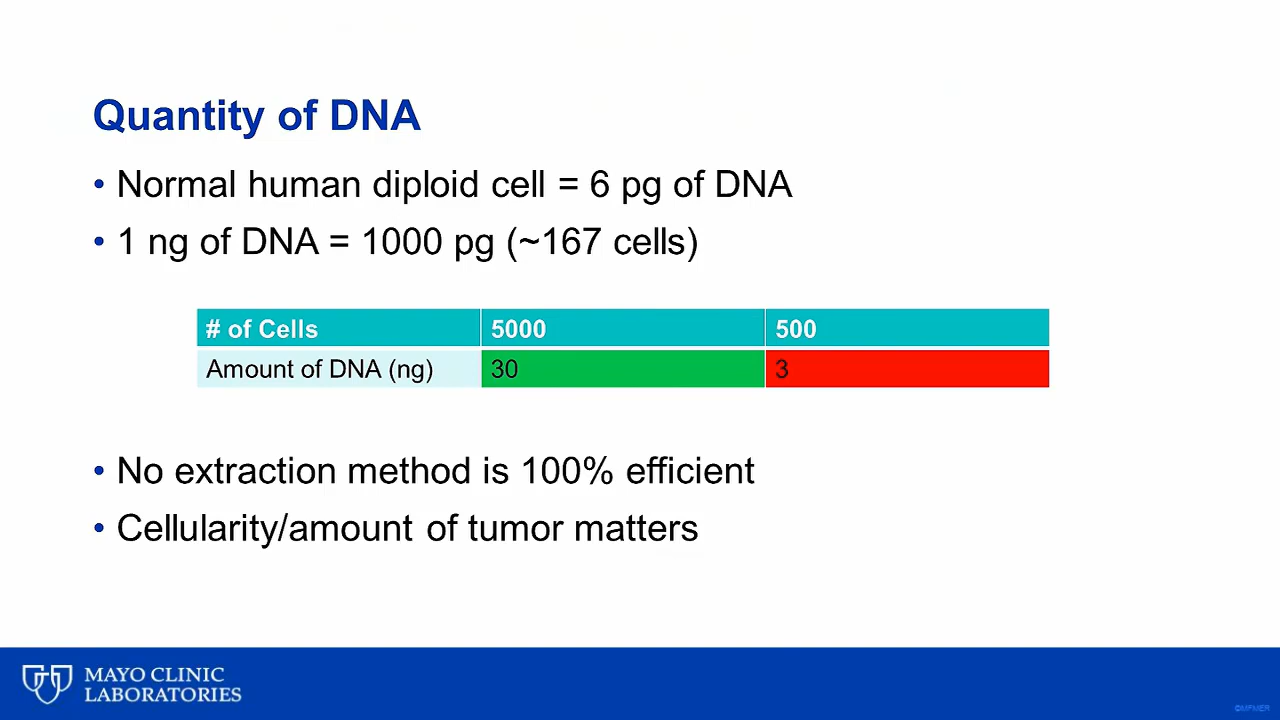 Quantity of DNA
• Normal human diploid cell = 6 pg of DNA
• 1 ng of DNA = 1000 pg (~167 cells)
# of Cells 5000 500
Amount of DNA (ng) 30 3
• No extraction method is 100% efficient
• Cellularity/amount of tumor matters
MAYO CLINIC
LABORATORIES
©MFMER